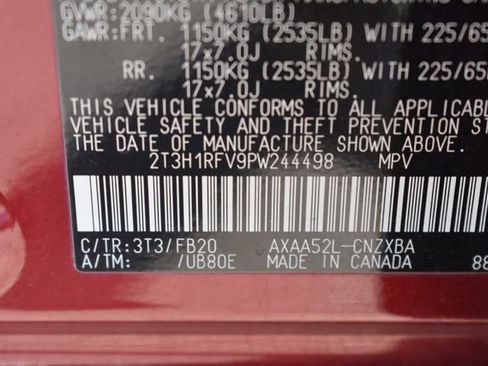 GVWR: 2090KG (4610LB)
GAWR: FRT. 1150KG (2535LB) WITH 225/65
17x7.0J RIMS.
RR. 1150KG (2535LB) WITH 225/65
17x7.0J RIMS.
THIS VEHICLE CONFORMS TO ALL APPLICABLE
VEHICLE SAFETY AND THEFT PREVENTION
THE DATE OF MANUFACTURE SHOWN ABOVE.
2T3H1RFV9PW244498 MPV
C/TR:3T3/FB20 AXAA52L-CNZXBA
A/TM: /UB80E MADE IN CANADA 88